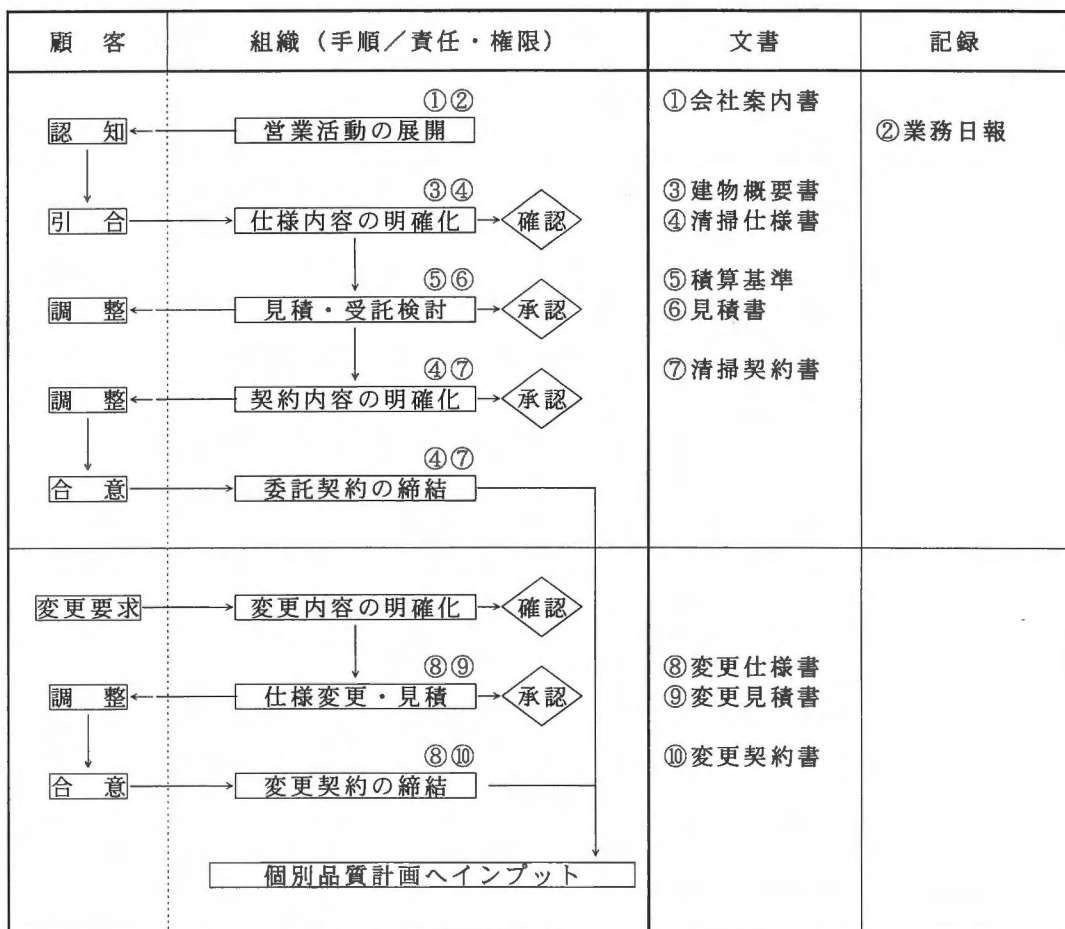 顧 客 組織（手順／責任・権限） 文書 記録
①② ①会社案内書
認 知 営業活動の展開 ②業務日報
③④ ③建物概要書
引 合 仕様内容の明確化 確認 ④清掃仕様書
⑤⑥ ⑤積算基準
調 整 見積・受託検討 承認 ⑥見積書
④⑦ ⑦清掃契約書
調 整 契約内容の明確化 承認
④⑦
合 意 委託契約の締結
変更要求 変更内容の明確化 確認
⑧⑨ ⑧変更仕様書
調 整 仕様変更・見積 承認 ⑨変更見積書
⑧⑩ ⑩変更契約書
合 意 変更契約の締結
個別品質計画へインプット